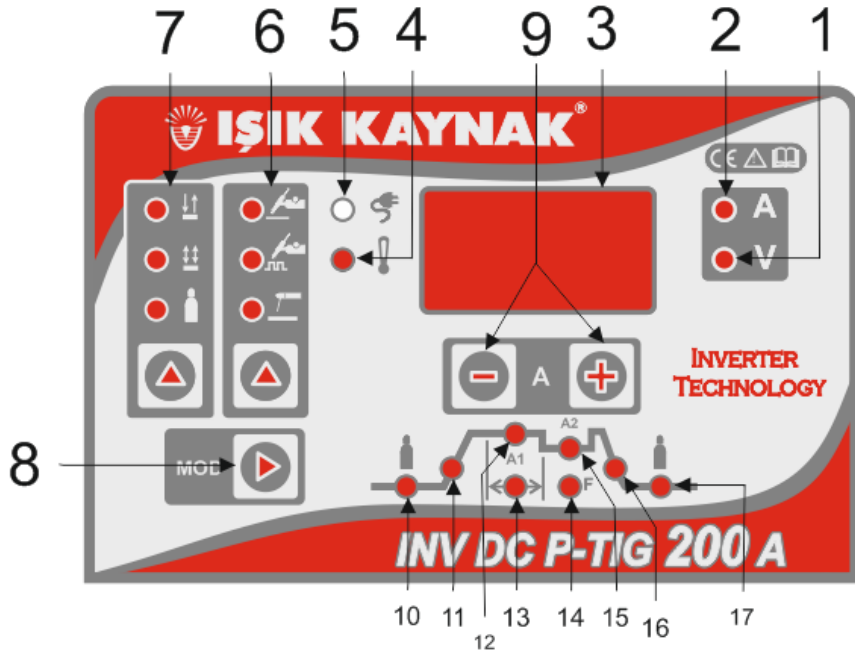 7 6 5 4 9 3 2 1
IŞIK KAYNAK®
CE
A
V
A
INVERTER
TECHNOLOGY
8
MOD
A2
A1
F
INV DC P-TIG 200 A
10 11 12 13 14 15 16 17